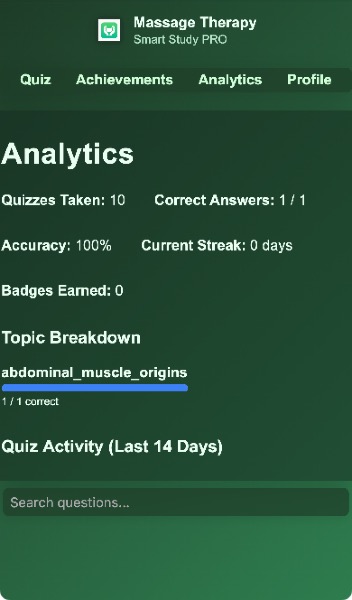 Massage Therapy
Smart Study PRO
Quiz Achievements Analytics Profile
Analytics
Quizzes Taken: 10 Correct Answers: 1 / 1
Accuracy: 100% Current Streak: 0 days
Badges Earned: 0
Topic Breakdown
abdominal_muscle_origins
1 / 1 correct
Quiz Activity (Last 14 Days)
Search questions...